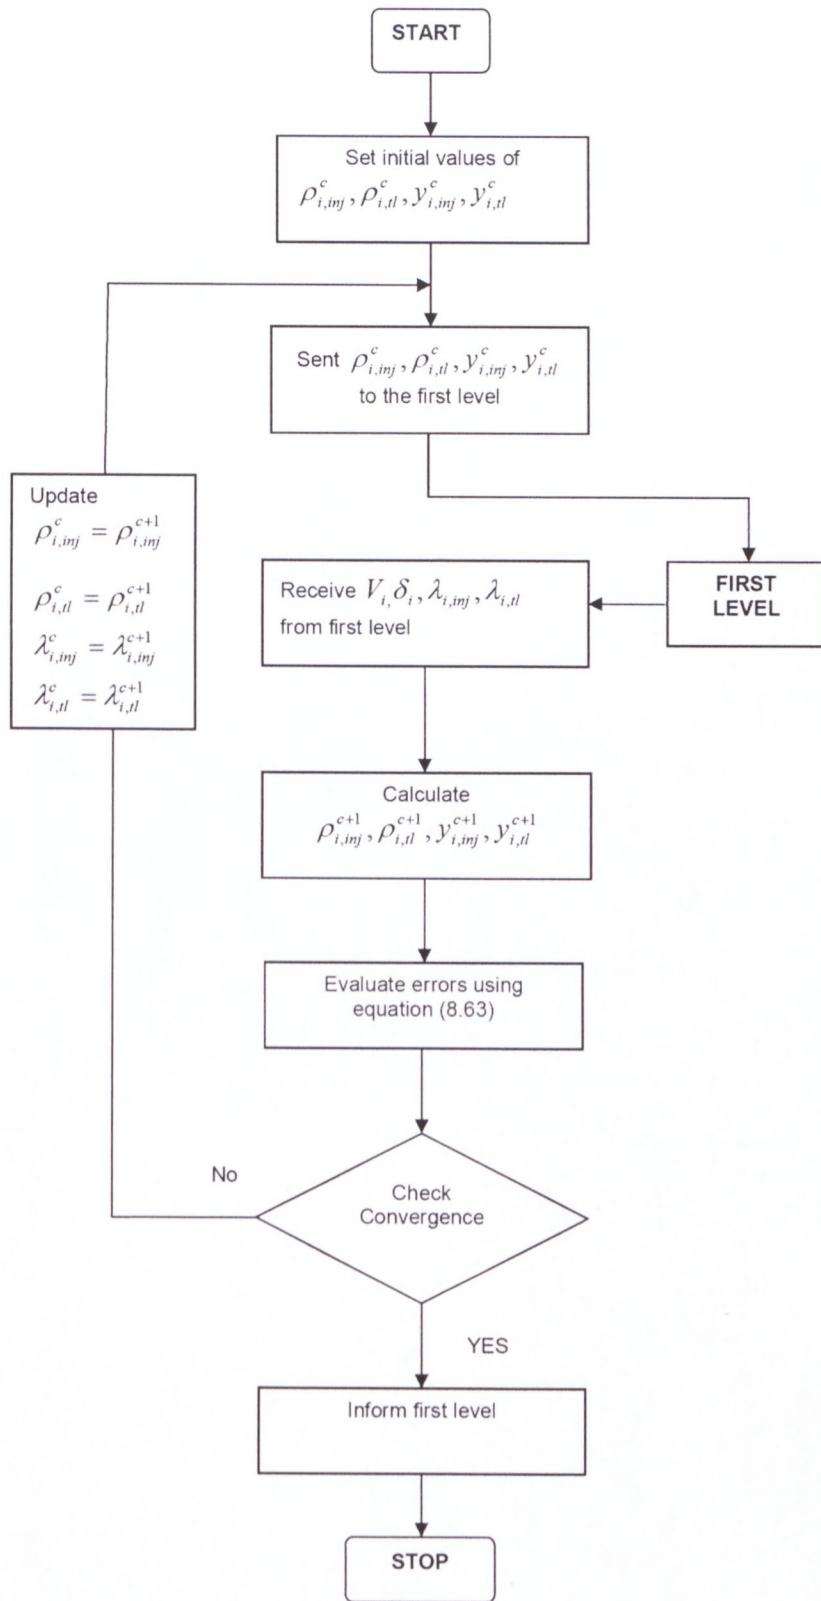 START
Set initial values of
ρ^c_{i,inj}, ρ^c_{i,tl}, y^c_{i,inj}, y^c_{i,tl}
Sent ρ^c_{i,inj}, ρ^c_{i,tl}, y^c_{i,inj}, y^c_{i,tl}
to the first level
Update
ρ^c_{i,inj} = ρ^{c+1}_{i,inj}
ρ^c_{i,tl} = ρ^{c+1}_{i,tl}
λ^c_{i,inj} = λ^{c+1}_{i,inj}
λ^c_{i,tl} = λ^{c+1}_{i,tl}
FIRST
LEVEL
Receive V_{i,} δ_i, λ_{i,inj}, λ_{i,tl}
from first level
Calculate
ρ^{c+1}_{i,inj}, ρ^{c+1}_{i,tl}, y^{c+1}_{i,inj}, y^{c+1}_{i,tl}
Evaluate errors using
equation (8.63)
No
Check
Convergence
YES
Inform first level
STOP